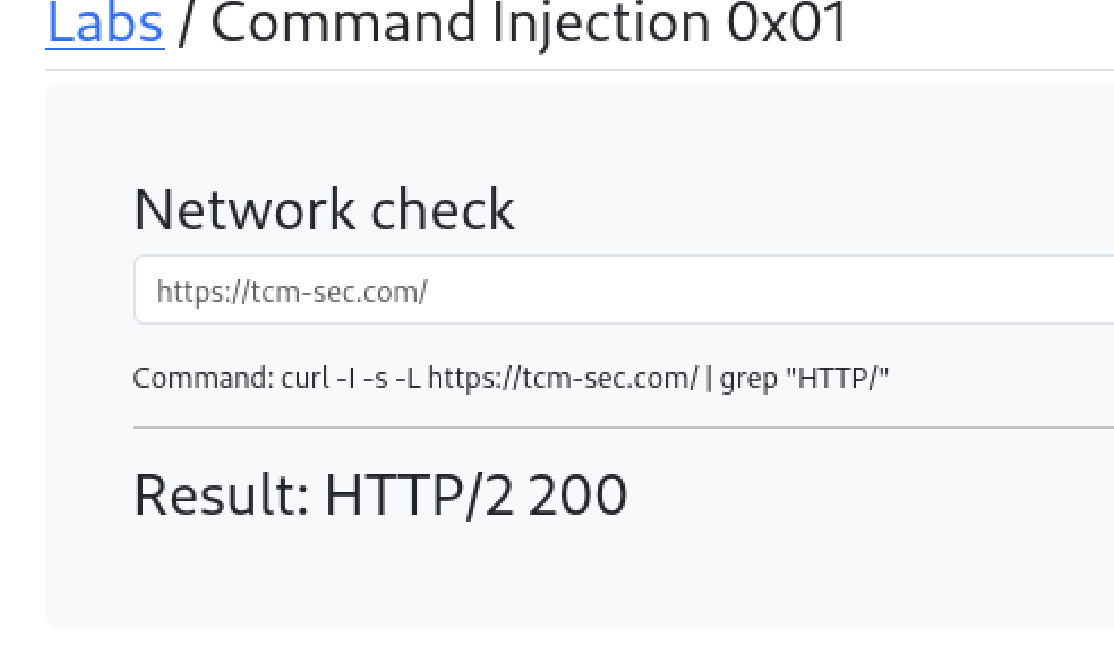 Labs / Command Injection 0x01
Network check
https://tcm-sec.com/
Command: curl -I -s -L https://tcm-sec.com/ | grep "HTTP/"
Result: HTTP/2 200